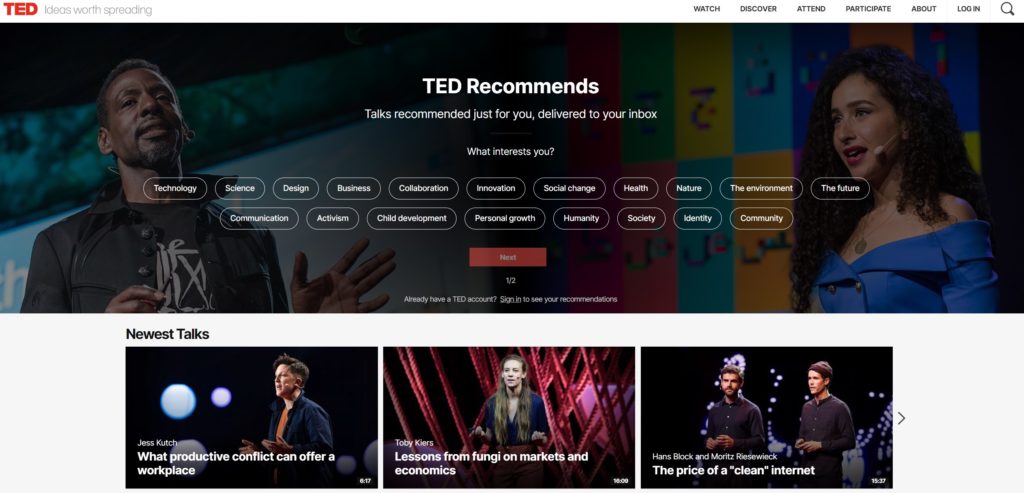 TED Ideas worth spreading
WATCH DISCOVER ATTEND PARTICIPATE ABOUT LOG IN
TED Recommends
Talks recommended just for you, delivered to your inbox
What interests you?
Technology Science Design Business Collaboration Innovation Social change Health Nature The environment The future
Communication Activism Child development Personal growth Humanity Society Identity Community
Next
1/2
Already have a TED account? Sign in to see your recommendations
Newest Talks
Jess Kutch
What productive conflict can offer a
workplace
6:17
Toby Kiers
Lessons from fungi on markets and
economics
16:09
Hans Block and Moritz Riesewieck
The price of a "clean" internet
15:37